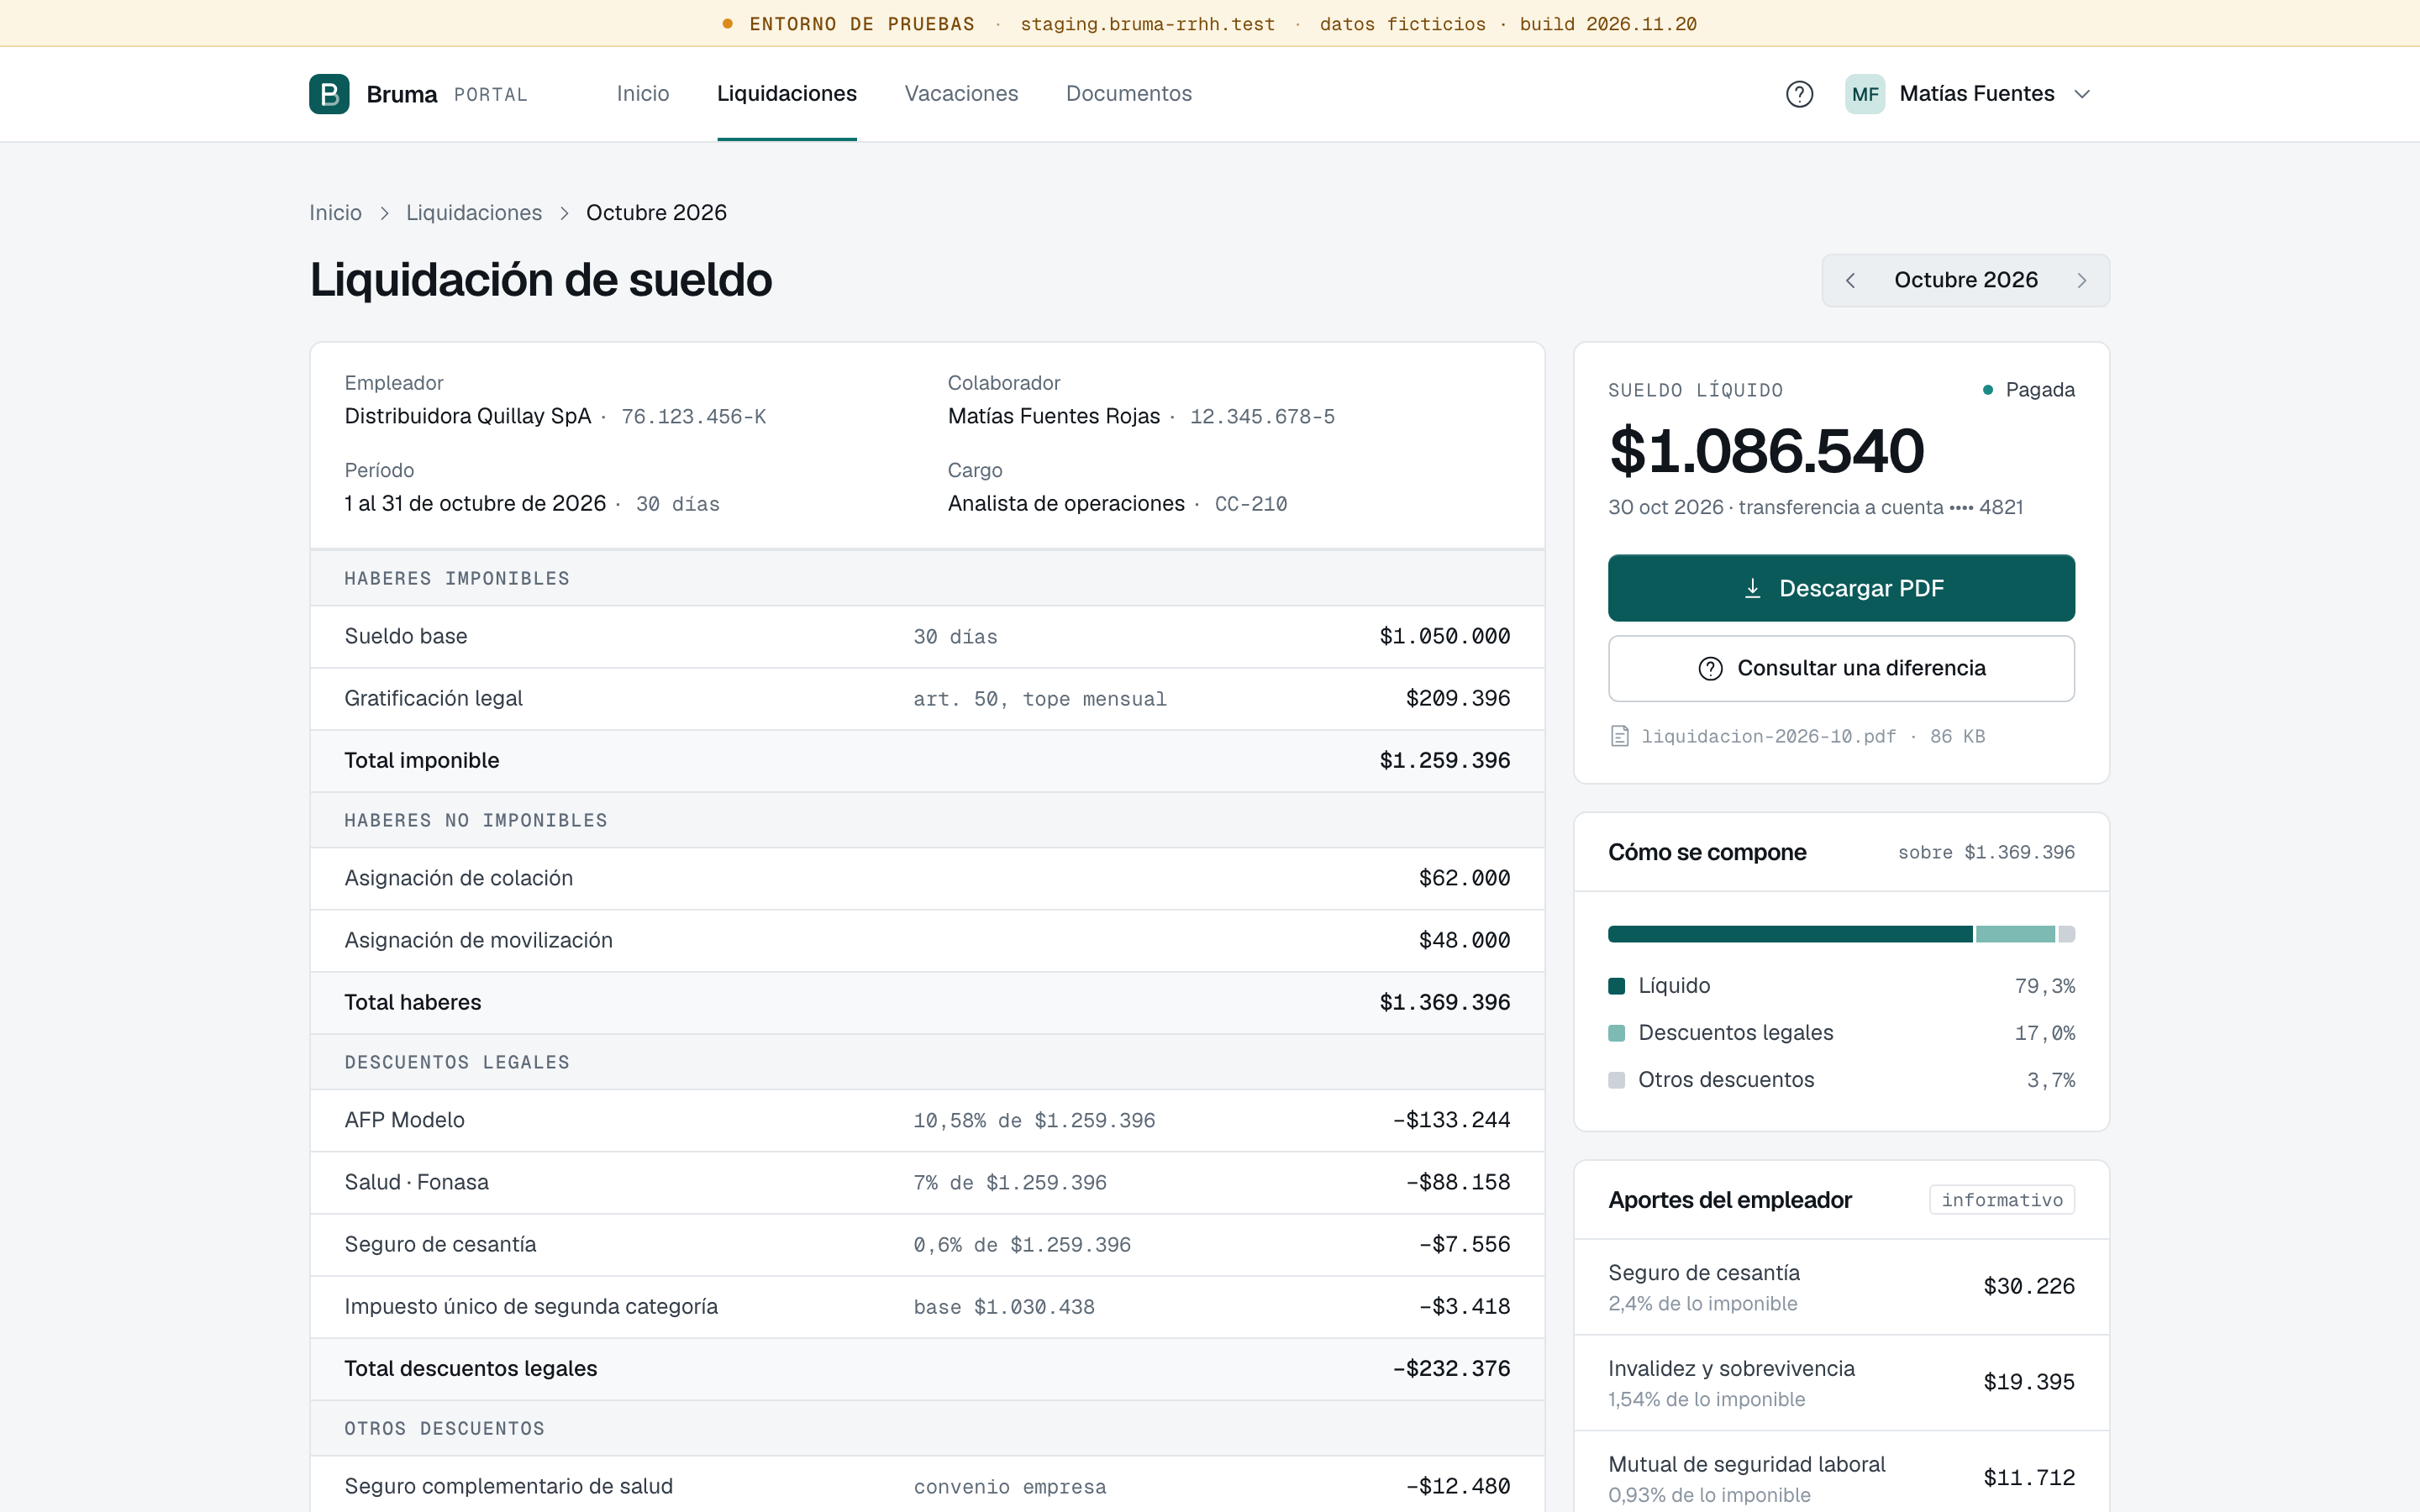 ENTORNO DE PRUEBAS · staging.bruma-rrhh.test · datos ficticios · build 2026.11.20
B Bruma PORTAL Inicio Liquidaciones Vacaciones Documentos ? MF Matías Fuentes
Inicio > Liquidaciones > Octubre 2026
Liquidación de sueldo
< Octubre 2026 >
Empleador
Distribuidora Quillay SpA · 76.123.456-K
Colaborador
Matías Fuentes Rojas · 12.345.678-5
Período
1 al 31 de octubre de 2026 · 30 días
Cargo
Analista de operaciones · CC-210
HABERES IMPONIBLES
Sueldo base 30 días $1.050.000
Gratificación legal art. 50, tope mensual $209.396
Total imponible $1.259.396
HABERES NO IMPONIBLES
Asignación de colación $62.000
Asignación de movilización $48.000
Total haberes $1.369.396
DESCUENTOS LEGALES
AFP Modelo 10,58% de $1.259.396 −$133.244
Salud · Fonasa 7% de $1.259.396 −$88.158
Seguro de cesantía 0,6% de $1.259.396 −$7.556
Impuesto único de segunda categoría base $1.030.438 −$3.418
Total descuentos legales −$232.376
OTROS DESCUENTOS
Seguro complementario de salud convenio empresa −$12.480
SUELDO LÍQUIDO Pagada
$1.086.540
30 oct 2026 · transferencia a cuenta •••• 4821
Descargar PDF
? Consultar una diferencia
liquidacion-2026-10.pdf · 86 KB
Cómo se compone sobre $1.369.396
Líquido 79,3%
Descuentos legales 17,0%
Otros descuentos 3,7%
Aportes del empleador informativo
Seguro de cesantía $30.226
2,4% de lo imponible
Invalidez y sobrevivencia $19.395
1,54% de lo imponible
Mutual de seguridad laboral $11.712
0,93% de lo imponible